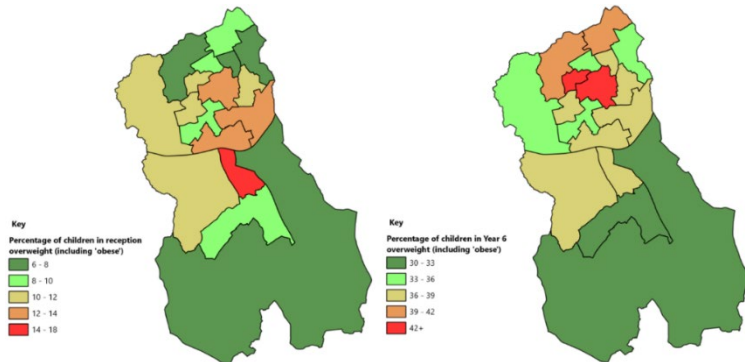 Key
Percentage of children in reception
overweight (including 'obese')
6 - 8
8 - 10
10 - 12
12 - 14
14 - 18
Key
Percentage of children in Year 6
overweight (including 'obese')
30 - 33
33 - 36
36 - 39
39 - 42
42+